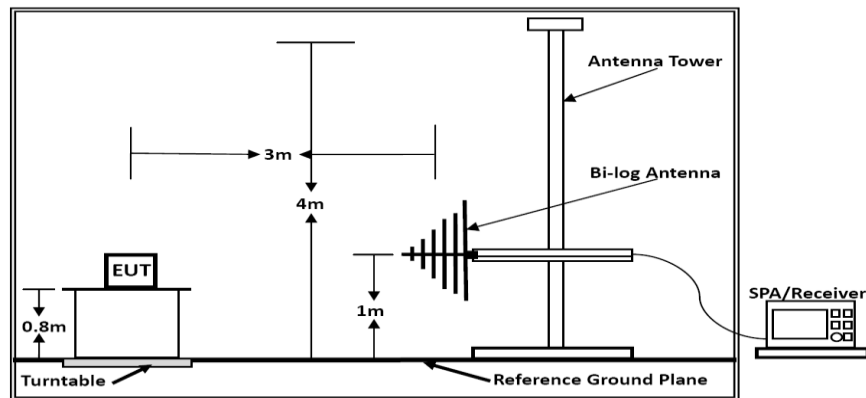 Antenna Tower
3m
Bi-log Antenna
4m
EUT
SPA/Receiver
0.8m
1m
Turntable
Reference Ground Plane